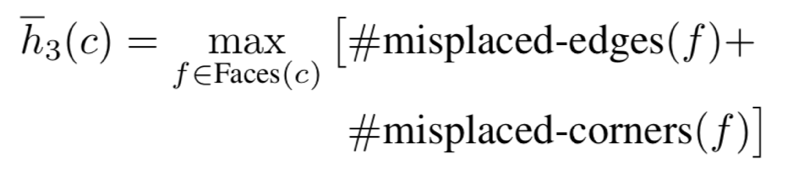 h̅₃(c) = max [#misplaced-edges(f)+
f∈Faces(c)
#misplaced-corners(f)]